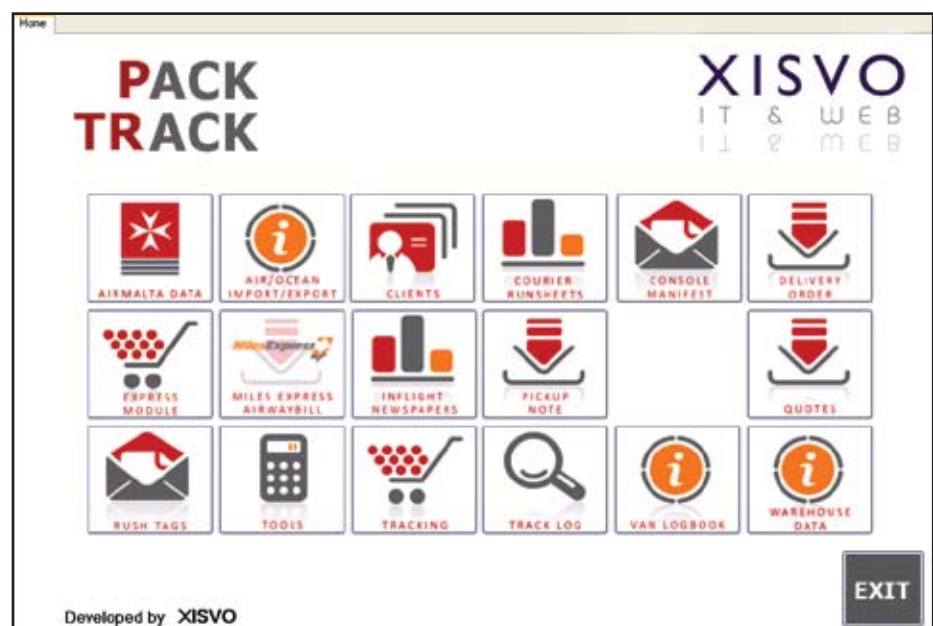 Home
PACK
TRACK
XISVO
IT & WEB
AIRMALTA DATA
AIR/OCEAN
IMPORT/EXPORT
CLIENTS
COURIER
RUNSHEETS
CONSOLE
MANIFEST
DELIVERY
ORDER
EXPRESS
MODULE
MilesExpress
MILES EXPRESS
AIRWAYBILL
INFLIGHT
NEWSPAPERS
PICKUP
NOTE
QUOTES
RUSH TAGS
TOOLS
TRACKING
TRACK LOG
VAN LOGBOOK
WAREHOUSE
DATA
EXIT
Developed by XISVO